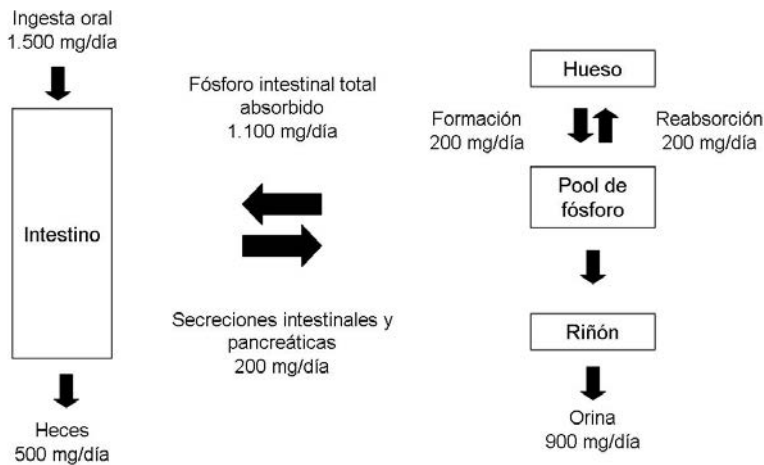 Ingesta oral
1.500 mg/día
Intestino
Heces
500 mg/día
Fósforo intestinal total
absorbido
1.100 mg/día
Secreciones intestinales y
pancreáticas
200 mg/día
Hueso
Formación
200 mg/día
Reabsorción
200 mg/día
Pool de
fósforo
Riñón
Orina
900 mg/día